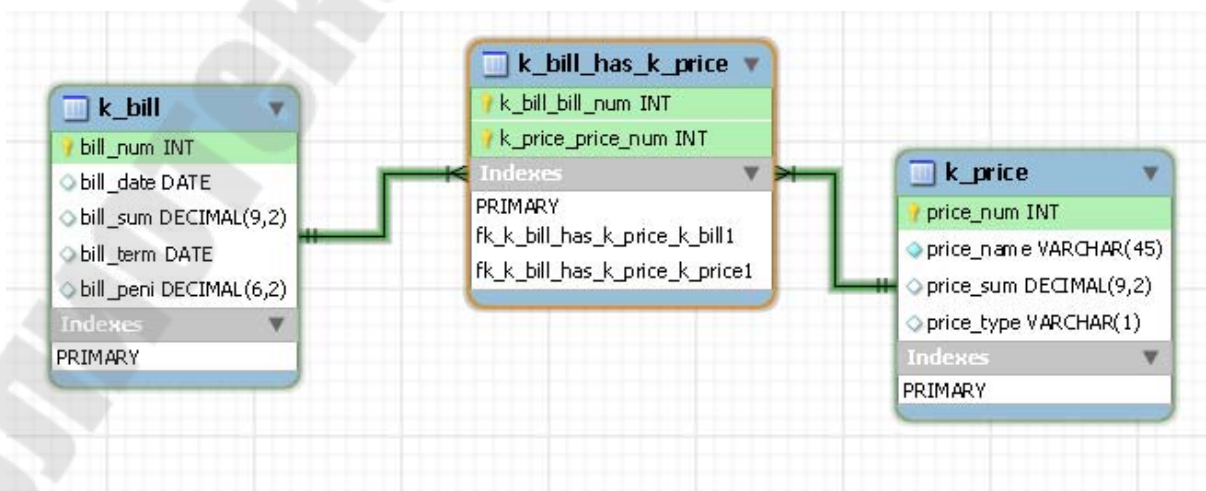 k_bill
bill_num INT
bill_date DATE
bill_sum DECIMAL(9,2)
bill_term DATE
bill_peni DECIMAL(6,2)
Indexes
PRIMARY
k_bill_has_k_price
k_bill_bill_num INT
k_price_price_num INT
Indexes
PRIMARY
fk_k_bill_has_k_price_k_bill1
fk_k_bill_has_k_price_k_price1
k_price
price_num INT
price_name VARCHAR(45)
price_sum DECIMAL(9,2)
price_type VARCHAR(1)
Indexes
PRIMARY